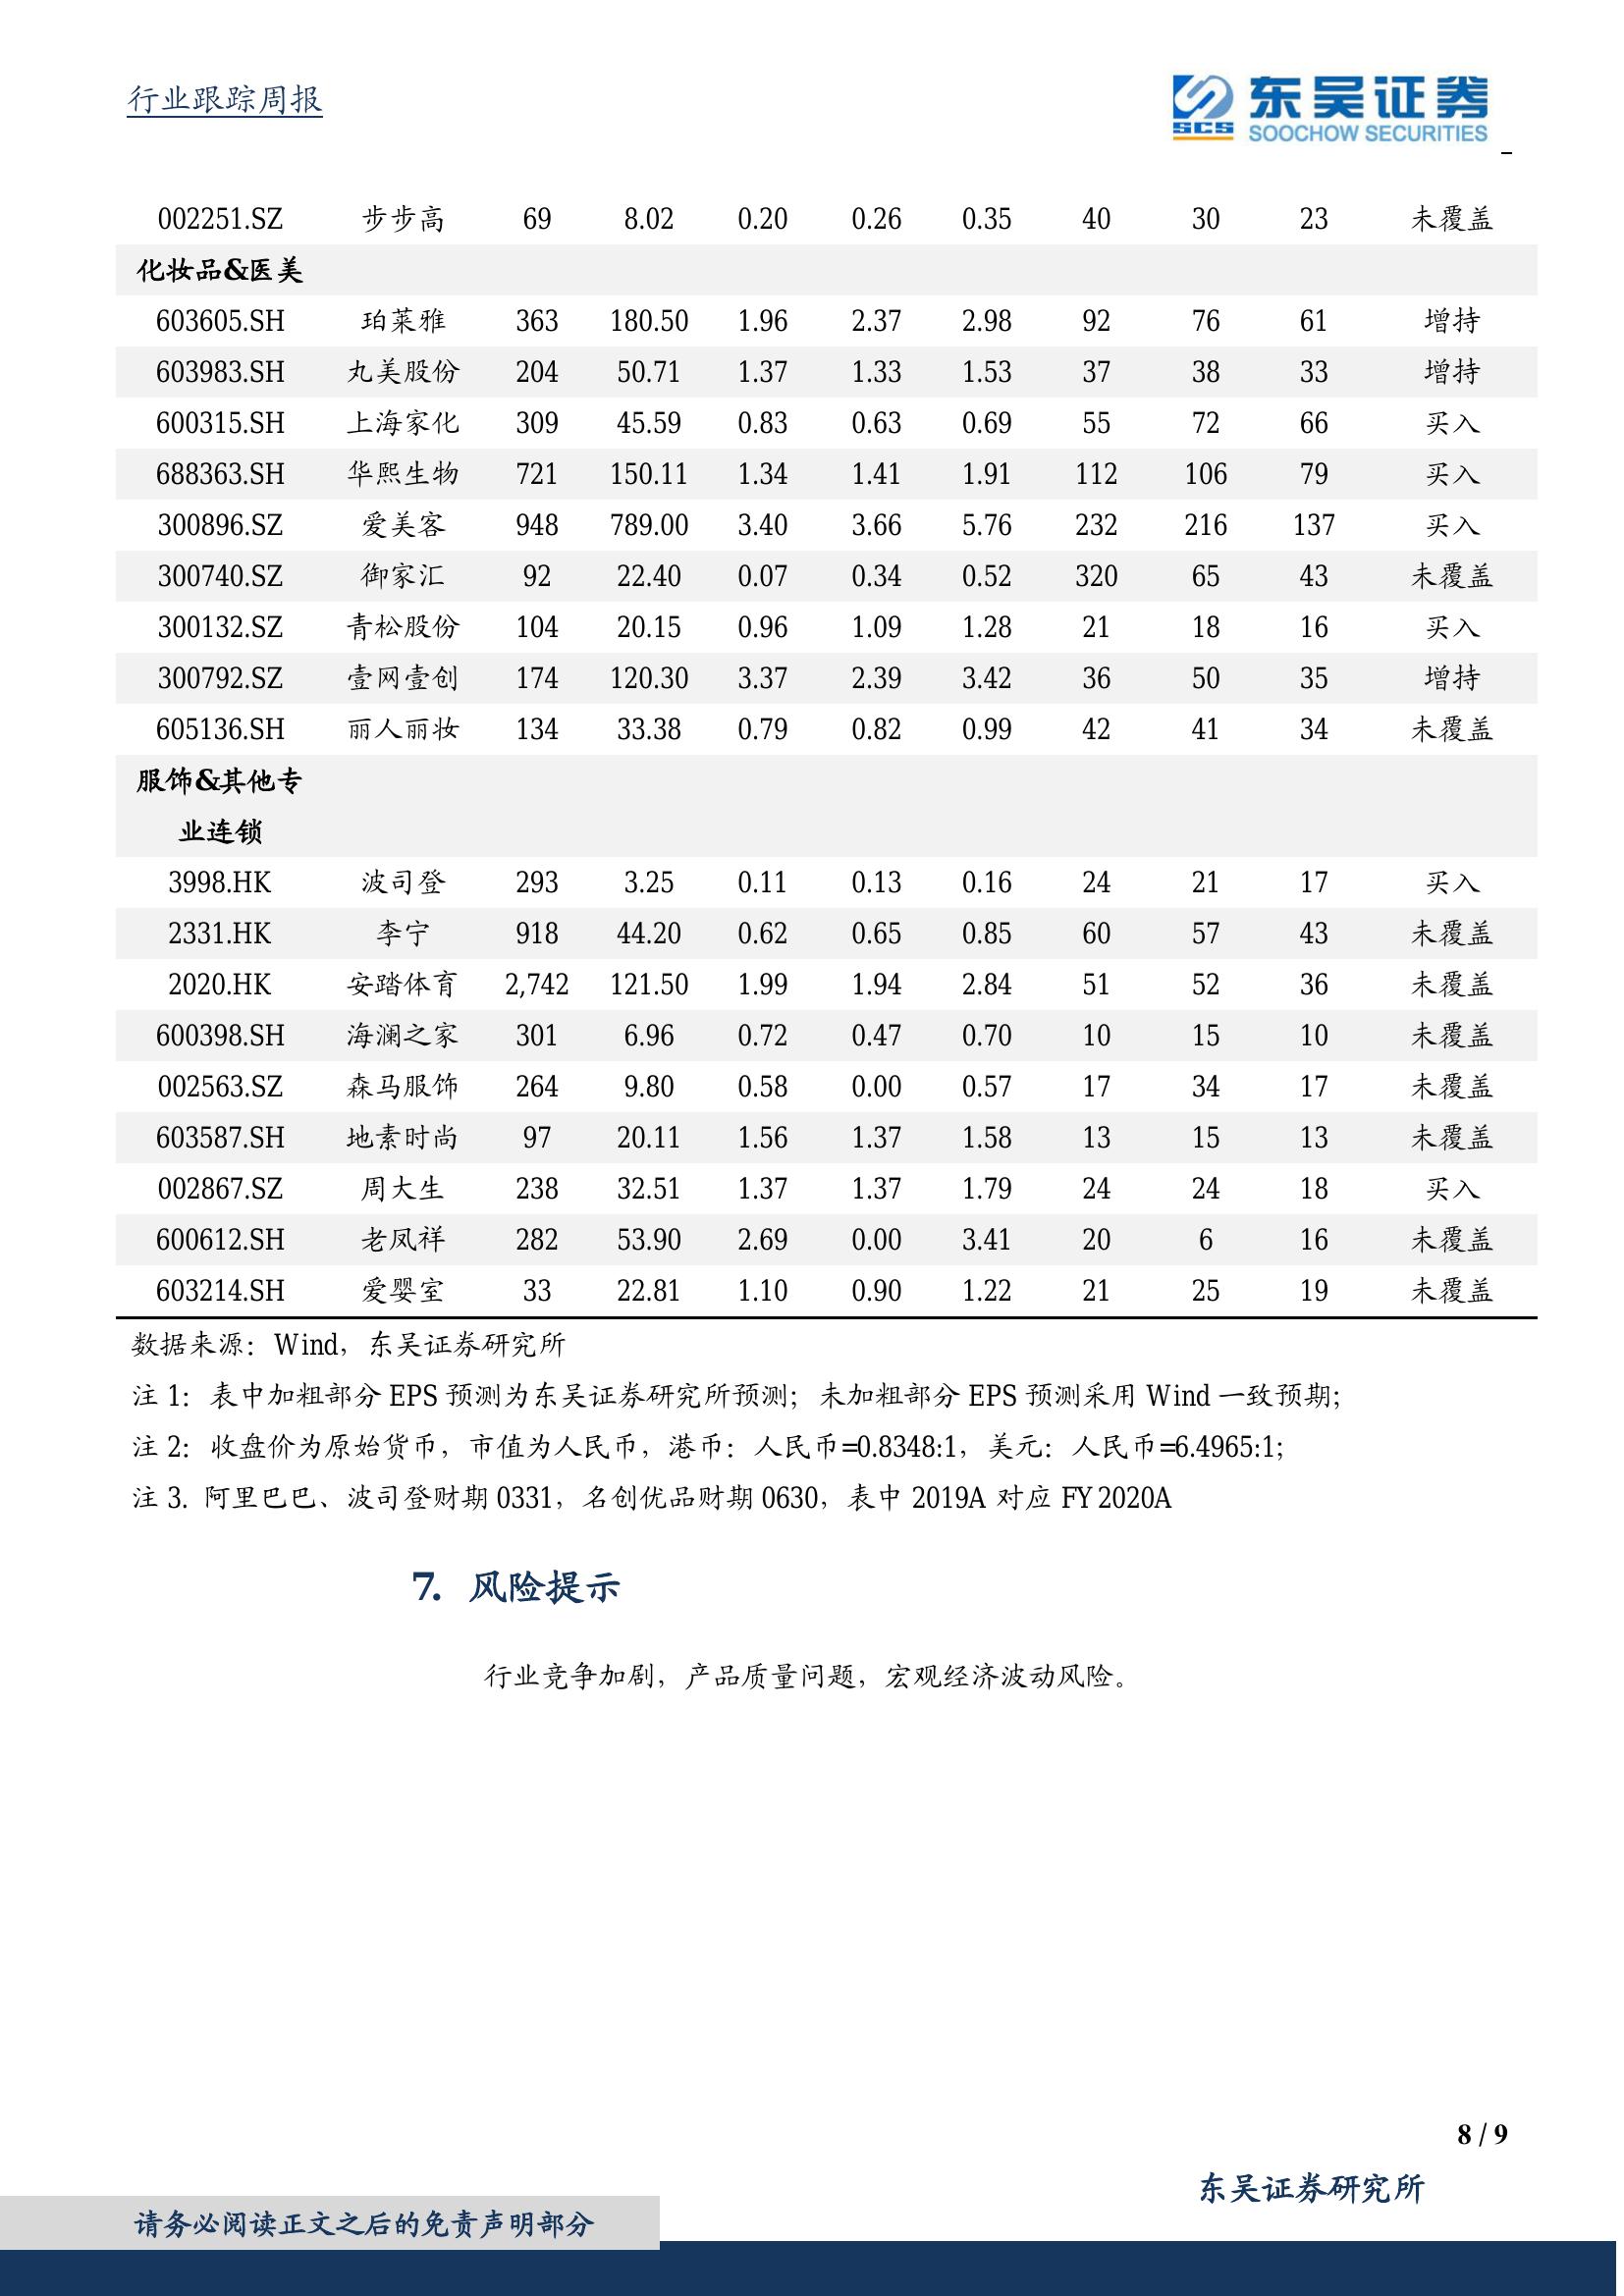 行业跟踪周报
SCS 东吴证券
SOOCHOW SECURITIES
002251.SZ 步步高 69 8.02 0.20 0.26 0.35 40 30 23 未覆盖
化妆品&医美
603605.SH 珀莱雅 363 180.50 1.96 2.37 2.98 92 76 61 增持
603983.SH 丸美股份 204 50.71 1.37 1.33 1.53 37 38 33 增持
600315.SH 上海家化 309 45.59 0.83 0.63 0.69 55 72 66 买入
688363.SH 华熙生物 721 150.11 1.34 1.41 1.91 112 106 79 买入
300896.SZ 爱美客 948 789.00 3.40 3.66 5.76 232 216 137 买入
300740.SZ 御家汇 92 22.40 0.07 0.34 0.52 320 65 43 未覆盖
300132.SZ 青松股份 104 20.15 0.96 1.09 1.28 21 18 16 买入
300792.SZ 壹网壹创 174 120.30 3.37 2.39 3.42 36 50 35 增持
605136.SH 丽人丽妆 134 33.38 0.79 0.82 0.99 42 41 34 未覆盖
服饰&其他专
业连锁
3998.HK 波司登 293 3.25 0.11 0.13 0.16 24 21 17 买入
2331.HK 李宁 918 44.20 0.62 0.65 0.85 60 57 43 未覆盖
2020.HK 安踏体育 2,742 121.50 1.99 1.94 2.84 51 52 36 未覆盖
600398.SH 海澜之家 301 6.96 0.72 0.47 0.70 10 15 10 未覆盖
002563.SZ 森马服饰 264 9.80 0.58 0.00 0.57 17 34 17 未覆盖
603587.SH 地素时尚 97 20.11 1.56 1.37 1.58 13 15 13 未覆盖
002867.SZ 周大生 238 32.51 1.37 1.37 1.79 24 24 18 买入
600612.SH 老凤祥 282 53.90 2.69 0.00 3.41 20 6 16 未覆盖
603214.SH 爱婴室 33 22.81 1.10 0.90 1.22 21 25 19 未覆盖
数据来源：Wind，东吴证券研究所
注 1：表中加粗部分 EPS 预测为东吴证券研究所预测；未加粗部分 EPS 预测采用 Wind 一致预期；
注 2：收盘价为原始货币，市值为人民币，港币：人民币=0.8348:1，美元：人民币=6.4965:1；
注 3. 阿里巴巴、波司登财期 0331，名创优品财期 0630，表中 2019A 对应 FY2020A
7. 风险提示
行业竞争加剧，产品质量问题，宏观经济波动风险。
8 / 9
东吴证券研究所
请务必阅读正文之后的免责声明部分